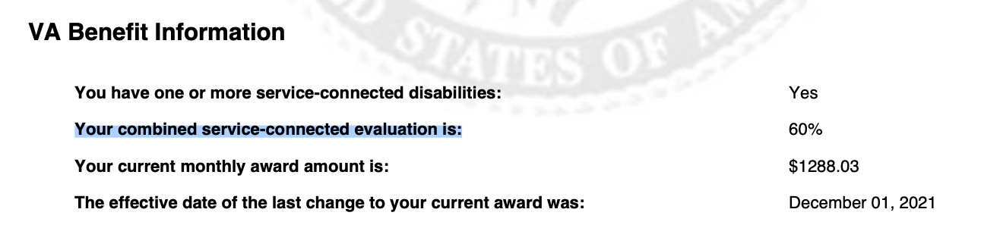 D STATES OF AM
VA Benefit Information
You have one or more service-connected disabilities: Yes
Your combined service-connected evaluation is: 60%
Your current monthly award amount is: $1288.03
The effective date of the last change to your current award was: December 01, 2021